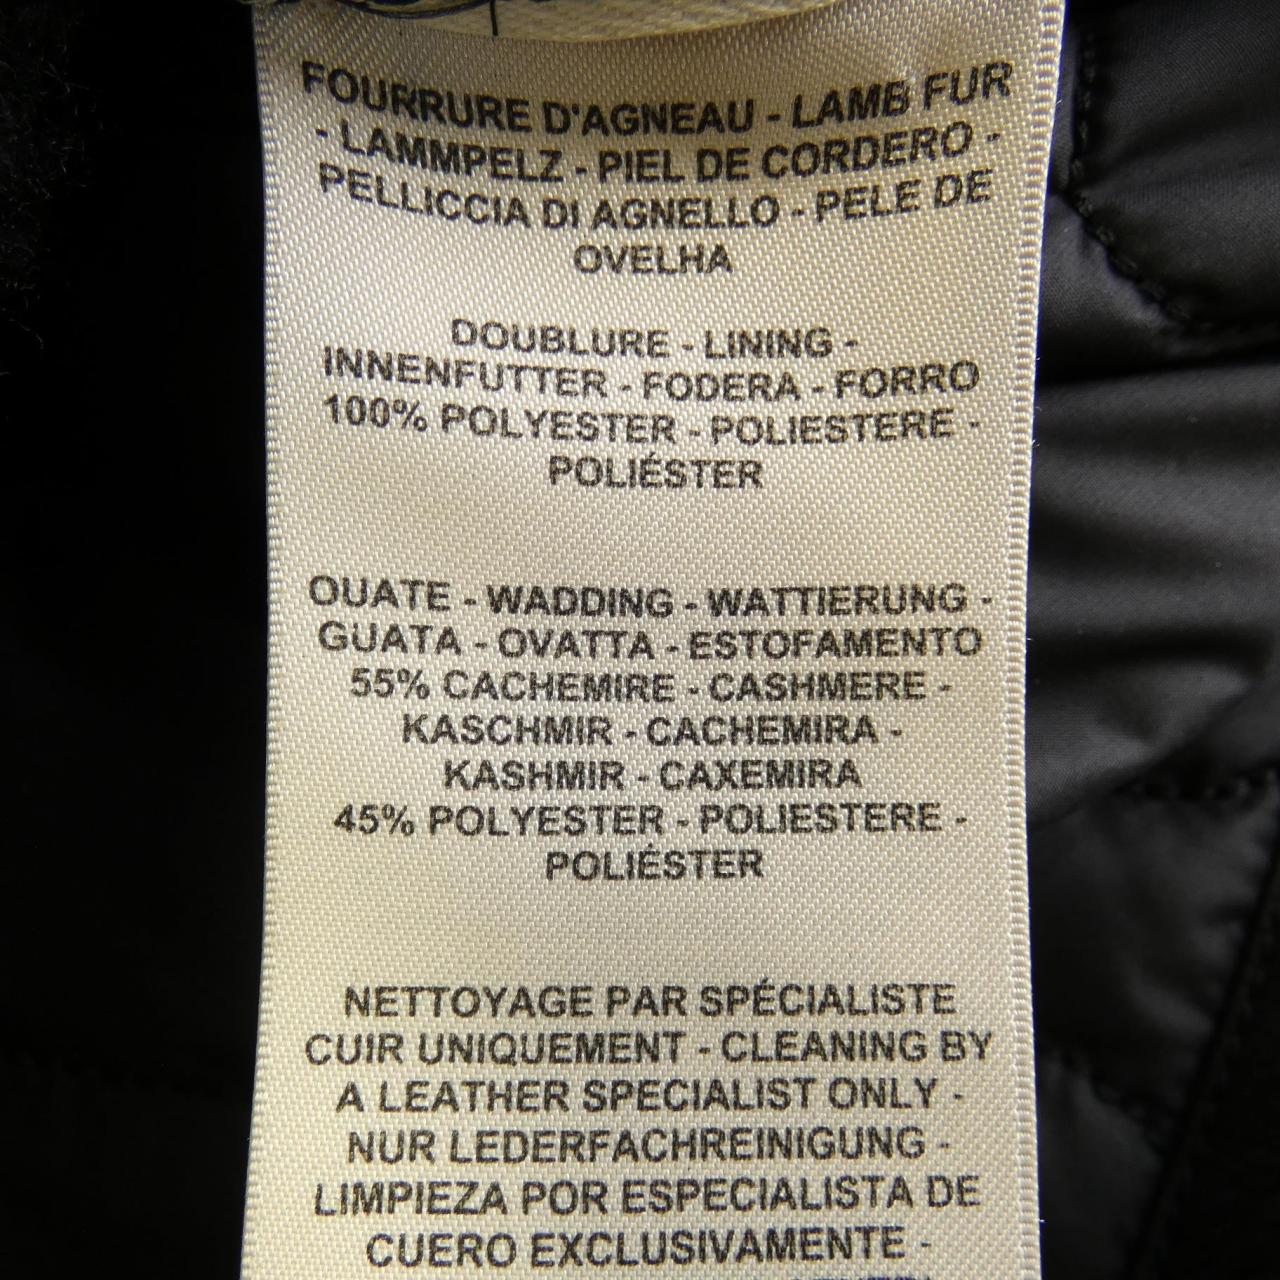 FOURRURE D'AGNEAU - LAMB FUR
- LAMMPELZ - PIEL DE CORDERO -
PELLICCIA DI AGNELLO - PELE DE
OVELHA
DOUBLURE - LINING -
INNENFUTTER - FODERA - FORRO
100% POLYESTER - POLIESTERE -
POLIÉSTER
OUATE - WADDING - WATTIERUNG -
GUATA - OVATTA - ESTOFAMENTO
55% CACHEMIRE - CASHMERE -
KASCHMIR - CACHEMIRA -
KASHMIR - CAXEMIRA
45% POLYESTER - POLIESTERE -
POLIÉSTER
NETTOYAGE PAR SPÉCIALISTE
CUIR UNIQUEMENT - CLEANING BY
A LEATHER SPECIALIST ONLY -
NUR LEDERFACHREINIGUNG -
LIMPIEZA POR ESPECIALISTA DE
CUERO EXCLUSIVAMENTE -